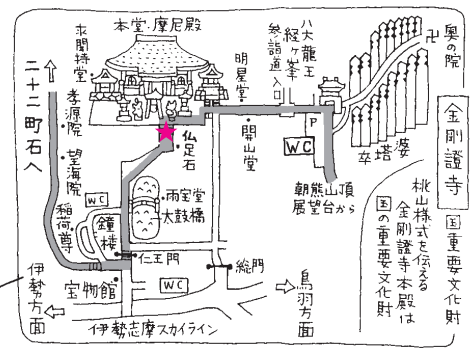 本堂・摩尼殿
求聞持堂
二十二町石へ
孝源院
望海院
稲荷尊
WC
鐘楼
仏足石
雨宝堂
太鼓橋
仁王門
宝物館
WC
総門
伊勢方面
伊勢志摩スカイライン
鳥羽方面
明星堂
開山堂
八大龍王
経ヶ峯
参詣道入口
P
WC
朝熊山頂
展望台から
卒塔婆
卍
奥の院
金剛證寺
国重要文化財
桃山様式を伝える
金剛證寺本殿は
国の重要文化財